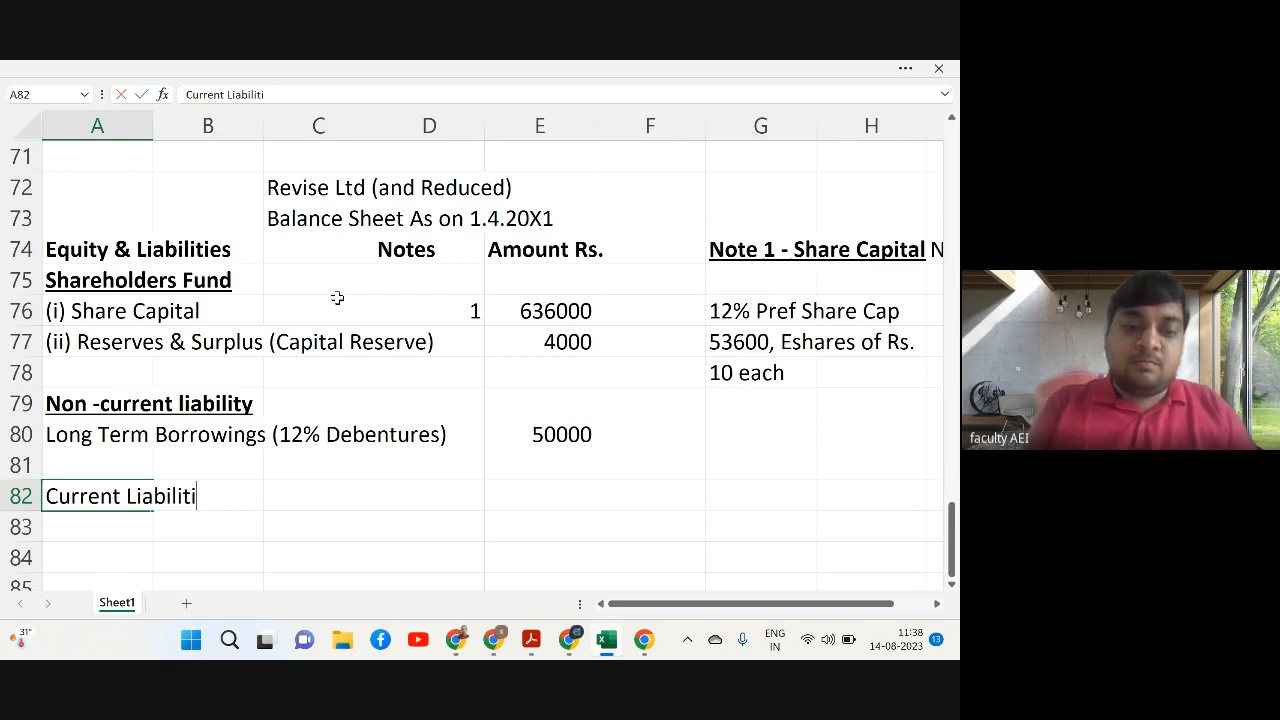 A82
fx
Current Liabiliti
A B C D E F G H
71
72 Revise Ltd (and Reduced)
73 Balance Sheet As on 1.4.20X1
74 Equity & Liabilities Notes Amount Rs. Note 1 - Share Capital N
75 Shareholders Fund
76 (i) Share Capital 1 636000 12% Pref Share Cap
77 (ii) Reserves & Surplus (Capital Reserve) 4000 53600, Eshares of Rs.
78 10 each
79 Non -current liability
80 Long Term Borrowings (12% Debentures) 50000
81
82 Current Liabiliti
83
84
85
Sheet1
faculty AEI
31°
ENG
IN
11:38
14-08-2023
13